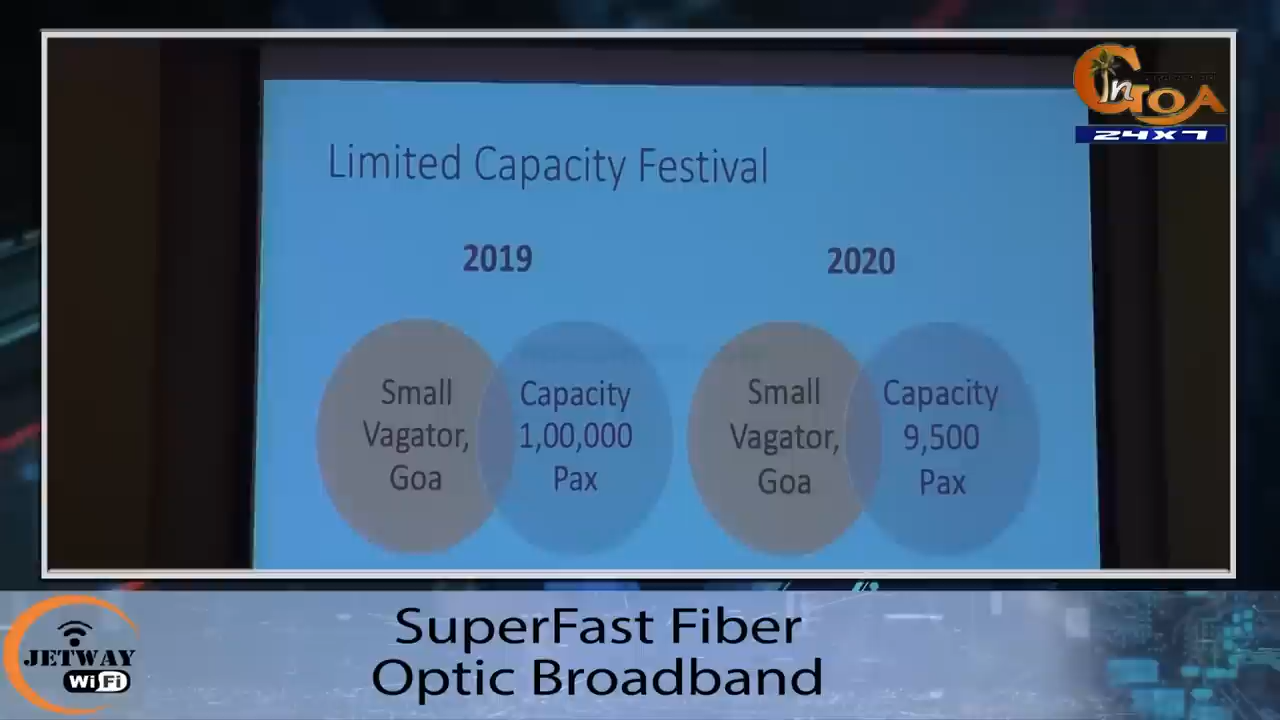 In GOA
24X7
Limited Capacity Festival
2019
2020
Small
Vagator,
Goa
Capacity
1,00,000
Pax
Small
Vagator,
Goa
Capacity
9,500
Pax
JETWAY
WiFi
SuperFast Fiber
Optic Broadband